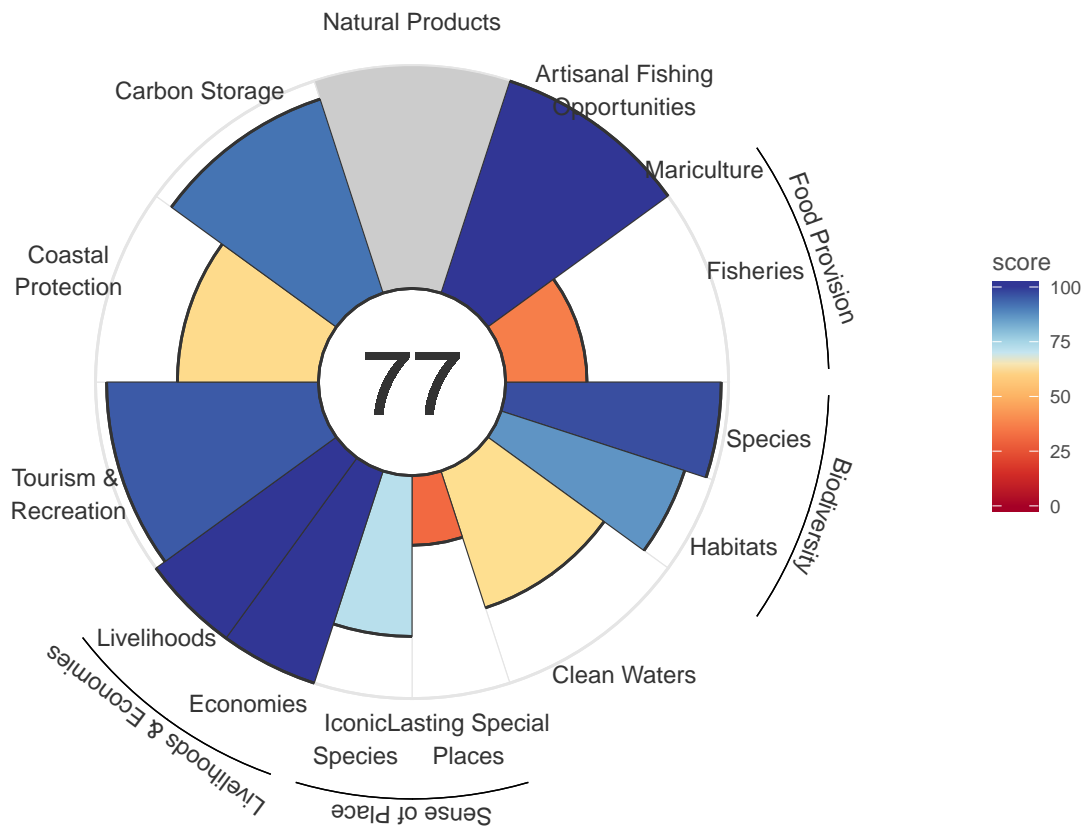 Natural Products
Artisanal Fishing
Opportunities
Carbon Storage
Mariculture
Food Provision
Fisheries
Coastal
Protection
score
100
75
50
25
0
77
Species
Biodiversity
Habitats
Tourism &
Recreation
Livelihoods
Clean Waters
Economies
Livelihoods & Economies
Iconic
Species
Lasting Special
Places
Sense of Place